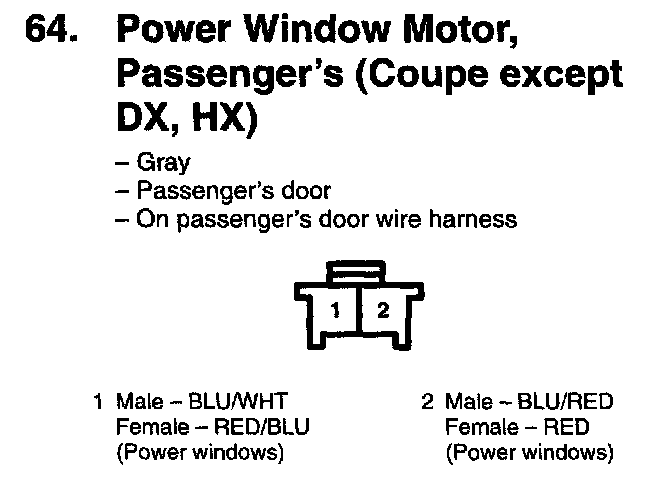 64. Power Window Motor,
Passenger's (Coupe except
DX, HX)
– Gray
– Passenger's door
– On passenger's door wire harness
1 2
1 Male – BLU/WHT
Female – RED/BLU
(Power windows)
2 Male – BLU/RED
Female – RED
(Power windows)